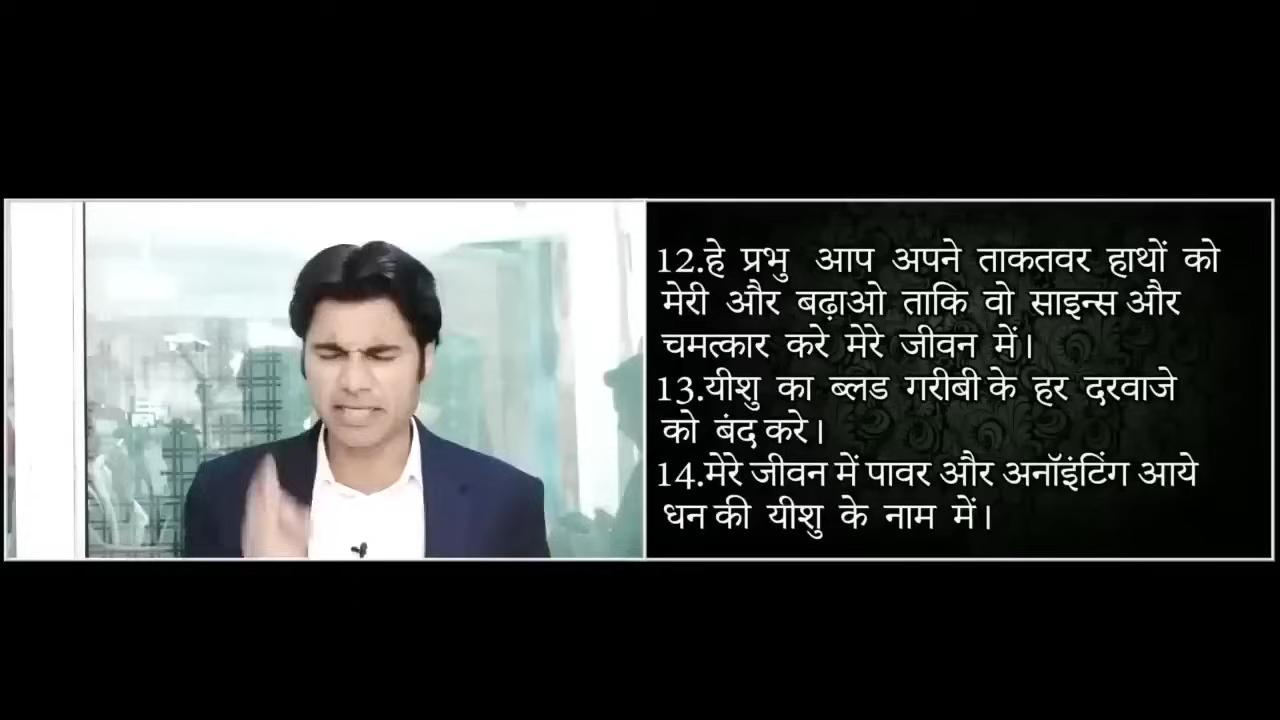 12.हे प्रभु आप अपने ताकतवर हाथों को
मेरी और बढ़ाओ ताकि वो साइन्स और
चमत्कार करे मेरे जीवन में।
13.यीशु का ब्लड गरीबी के हर दरवाजे
को बंद करे।
14.मेरे जीवन में पावर और अनॉइंटिंग आये
धन की यीशु के नाम में।